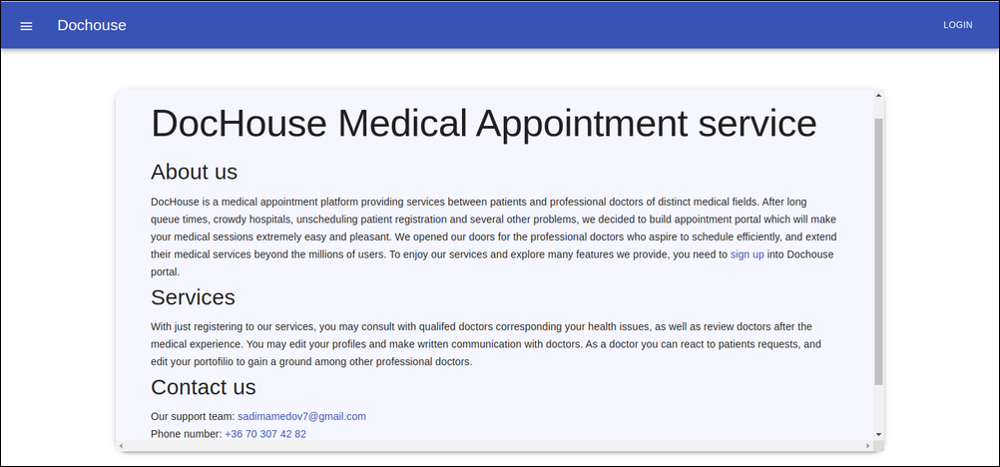 Dochouse
LOGIN
DocHouse Medical Appointment service
About us
DocHouse is a medical appointment platform providing services between patients and professional doctors of distinct medical fields. After long
queue times, crowdy hospitals, unscheduling patient registration and several other problems, we decided to build appointment portal which will make
your medical sessions extremely easy and pleasant. We opened our doors for the professional doctors who aspire to schedule efficiently, and extend
their medical services beyond the millions of users. To enjoy our services and explore many features we provide, you need to sign up into Dochouse
portal.
Services
With just registering to our services, you may consult with qualifed doctors corresponding your health issues, as well as review doctors after the
medical experience. You may edit your profiles and make written communication with doctors. As a doctor you can react to patients requests, and
edit your portofilio to gain a ground among other professional doctors.
Contact us
Our support team: sadimamedov7@gmail.com
Phone number: +36 70 307 42 82